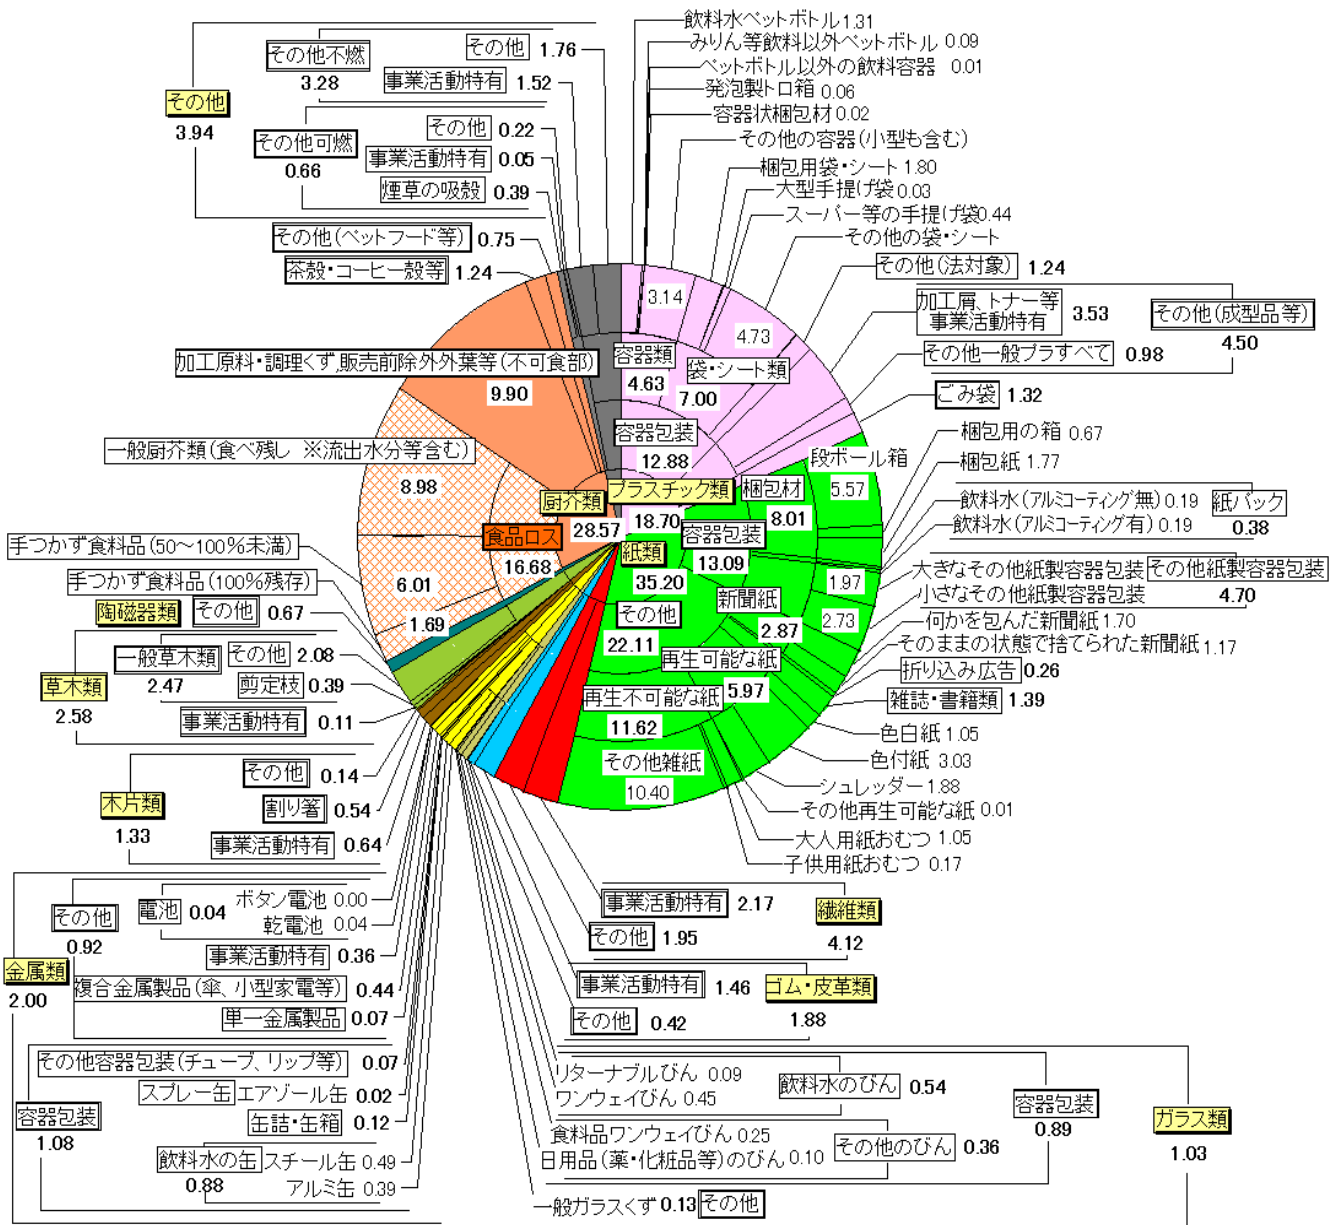 飲料水ペットボトル 1.31
みりん等飲料以外ペットボトル 0.09
ペットボトル以外の飲料容器 0.01
発泡製トロ箱 0.06
容器状梱包材 0.02
その他の容器(小型も含む)
3.14
梱包用袋・シート 1.80
大型手提げ袋 0.03
スーパー等の手提げ袋 0.44
その他の袋・シート
4.73
その他(法対象) 1.24
加工屑、トナー等
事業活動特有 3.53
その他一般プラすべて 0.98
その他(成型品等)
4.50
ごみ袋 1.32
容器類
4.63
袋・シート類
7.00
容器包装
12.88
プラスチック類
18.70
段ボール箱
5.57
梱包用の箱 0.67
梱包紙 1.77
飲料水(アルミコーティング無) 0.19
飲料水(アルミコーティング有) 0.19
紙パック
0.38
大きなその他紙製容器包装
1.97
小さなその他紙製容器包装
2.73
その他紙製容器包装
4.70
何かを包んだ新聞紙 1.70
そのままの状態で捨てられた新聞紙 1.17
折り込み広告 0.26
雑誌・書籍類 1.39
色白紙 1.05
色付紙 3.03
シュレッダー 1.88
その他再生可能な紙 0.01
大人用紙おむつ 1.05
子供用紙おむつ 0.17
梱包材
8.01
容器包装
13.09
紙類
35.20
新聞紙
2.87
その他
22.11
再生可能な紙
5.97
再生不可能な紙
11.62
その他雑紙
10.40
事業活動特有 2.17
その他 1.95
繊維類
4.12
事業活動特有 1.46
その他 0.42
ゴム・皮革類
1.88
リターナブルびん 0.09
ワンウェイびん 0.45
飲料水のびん 0.54
食料品ワンウェイびん 0.25
日用品(薬・化粧品等)のびん 0.10
その他のびん 0.36
容器包装
0.89
一般ガラスくず 0.13 その他
ガラス類
1.03
その他
3.94
その他不燃
3.28
その他 1.76
事業活動特有 1.52
その他可燃
0.66
その他 0.22
事業活動特有 0.05
煙草の吸殻 0.39
その他(ペットフード等) 0.75
茶殻・コーヒー殻等 1.24
加工原料・調理くず,販売前除外外葉等(不可食部)
9.90
一般厨芥類(食べ残し ※流出水分等含む)
8.98
厨芥類
28.57
食品ロス
16.68
手つかず食料品(50～100%未満)
6.01
手つかず食料品(100%残存)
1.69
陶磁器類 その他 0.67
草木類
2.58
一般草木類
2.47
その他 2.08
剪定枝 0.39
事業活動特有 0.11
木片類
1.33
その他 0.14
割り箸 0.54
事業活動特有 0.64
金属類
2.00
その他
0.92
電池 0.04
ボタン電池 0.00
乾電池 0.04
事業活動特有 0.36
複合金属製品(傘、小型家電等) 0.44
単一金属製品 0.07
その他容器包装(チューブ、リップ等) 0.07
スプレー缶 エアゾール缶 0.02
缶詰・缶箱 0.12
容器包装
1.08
飲料水の缶
0.88
スチール缶 0.49
アルミ缶 0.39